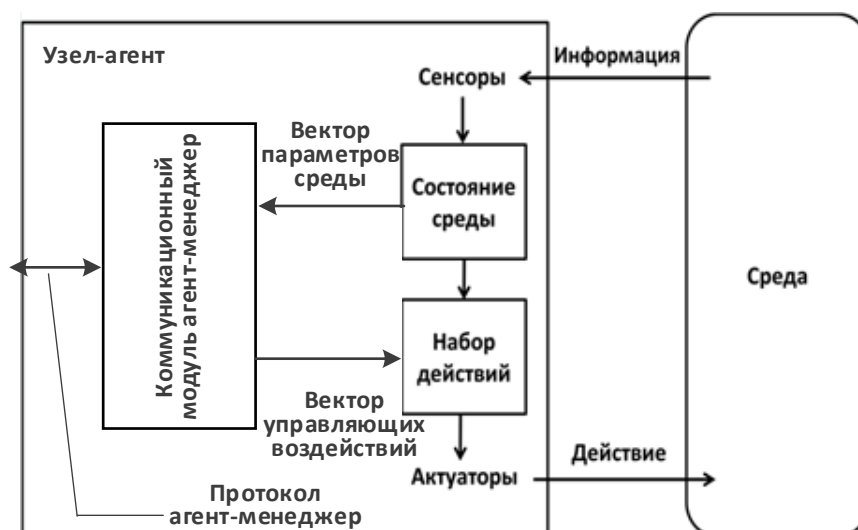 Узел-агент
Информация
Сенсоры
Вектор
параметров
среды
Коммуникационный
модуль агент-менеджер
Состояние
среды
Среда
Набор
действий
Вектор
управляющих
воздействий
Актуаторы
Действие
Протокол
агент-менеджер